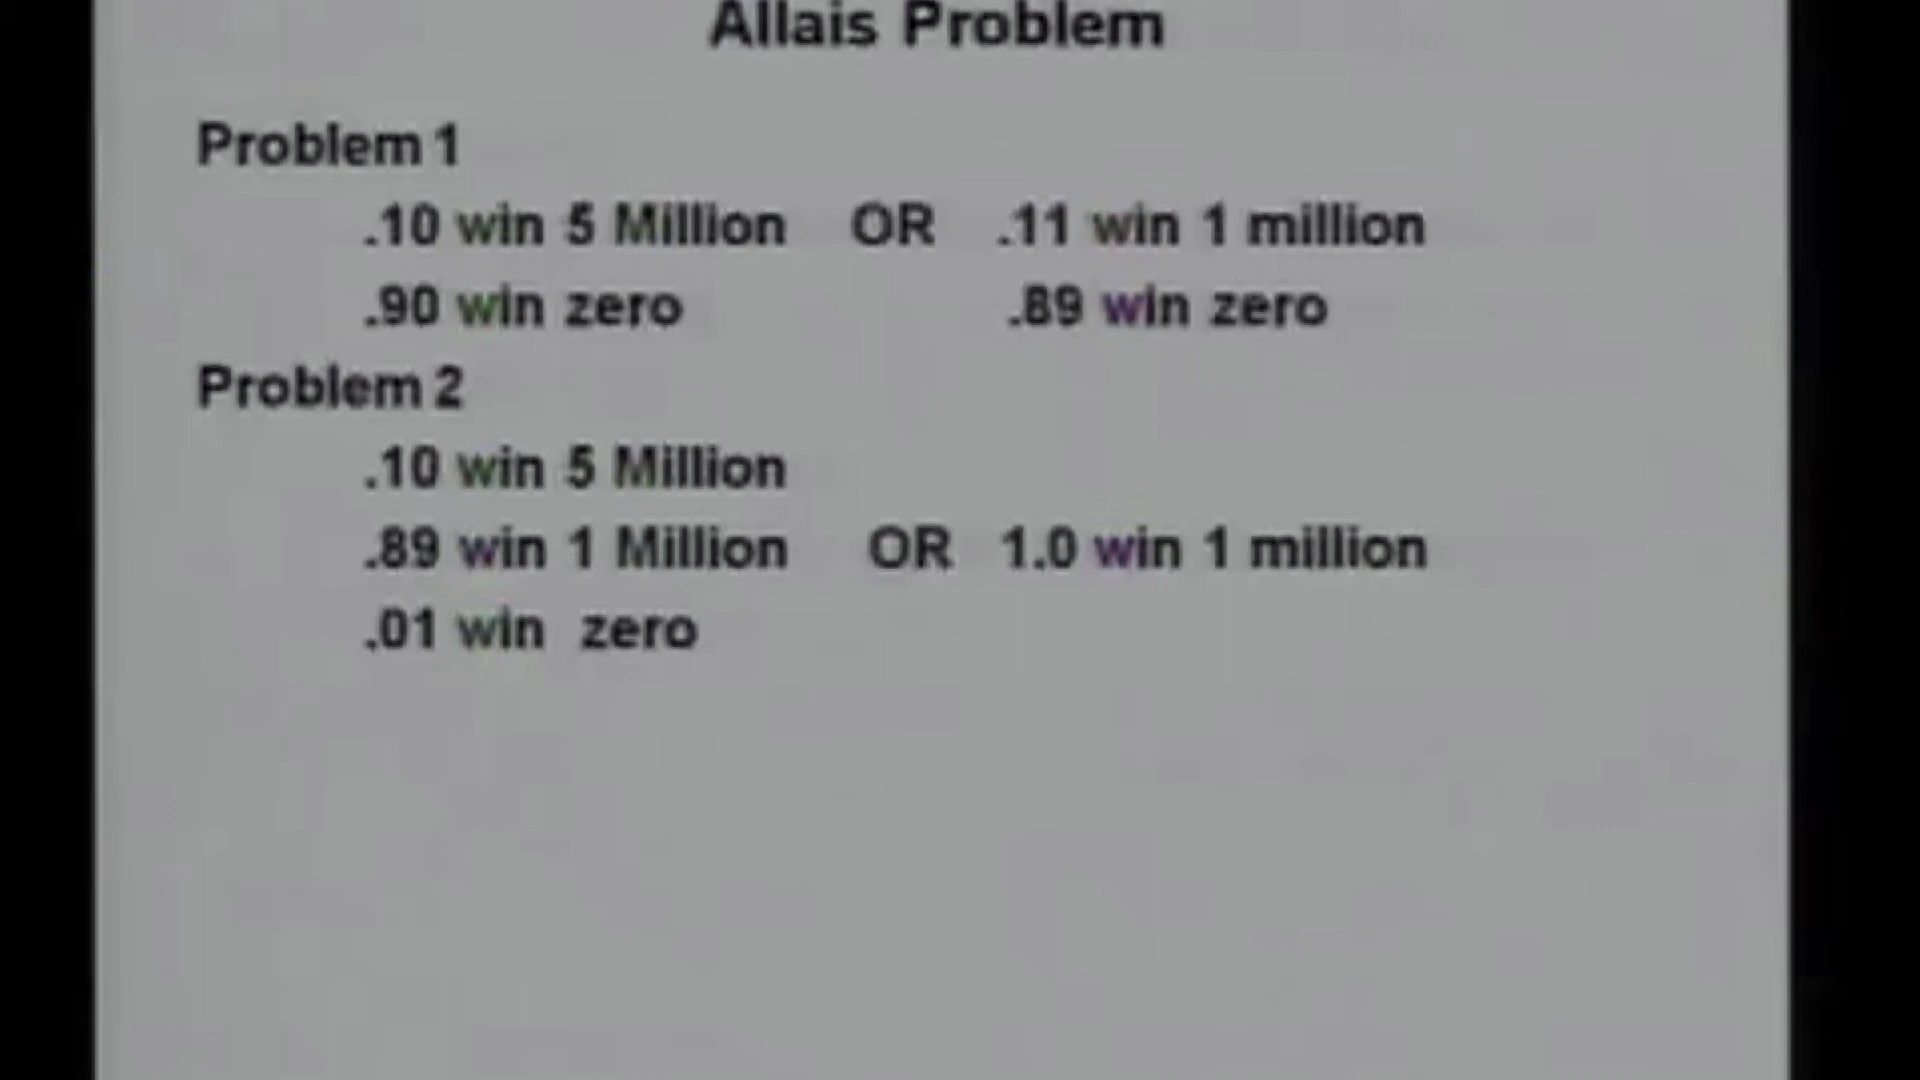 Allais Problem
Problem 1
.10 win 5 Million OR .11 win 1 million
.90 win zero .89 win zero
Problem 2
.10 win 5 Million
.89 win 1 Million OR 1.0 win 1 million
.01 win zero